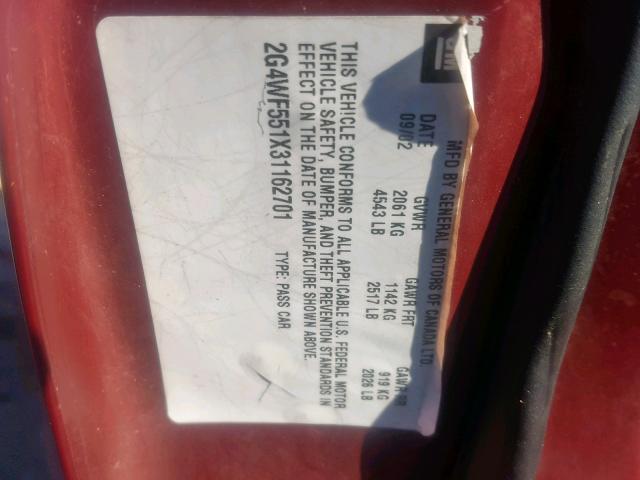 GM
MFD BY GENERAL MOTORS OF CANADA LTD.
DATE GVWR GAWR FRT GAWR RR
09/02 2061 KG 1142 KG 919 KG
4543 LB 2517 LB 2026 LB
THIS VEHICLE CONFORMS TO ALL APPLICABLE U.S. FEDERAL MOTOR
VEHICLE SAFETY, BUMPER, AND THEFT PREVENTION STANDARDS IN
EFFECT ON THE DATE OF MANUFACTURE SHOWN ABOVE.
2G4WF551X31162701 TYPE: PASS CAR